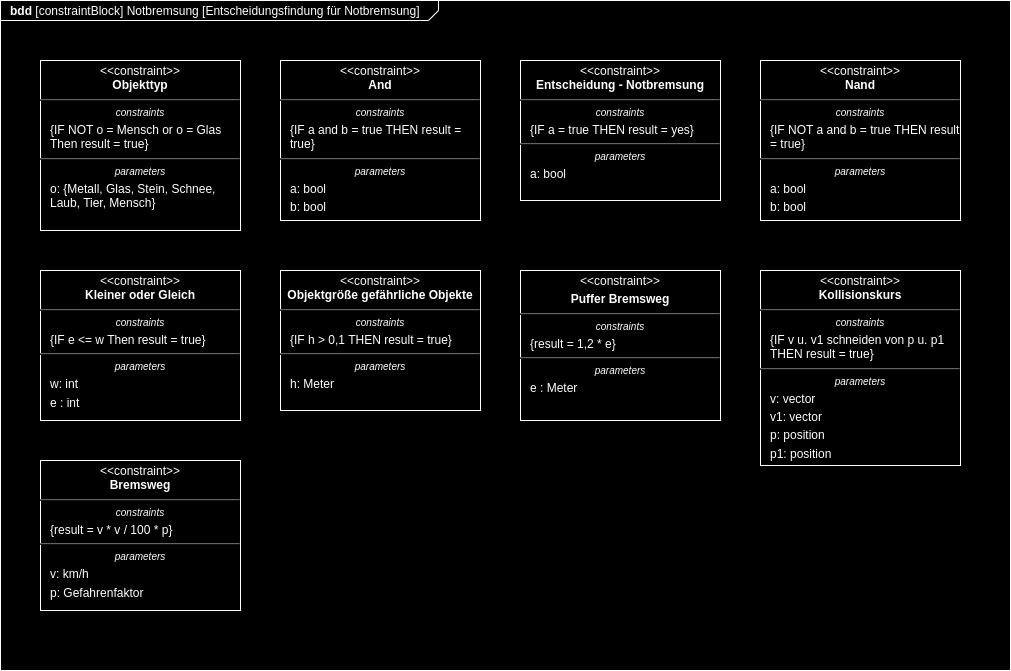 bdd [constraintBlock] Notbremsung [Entscheidungsfindung für Notbremsung]
<<constraint>>
Objekttyp
constraints
{IF NOT o = Mensch or o = Glas
Then result = true}
parameters
o: {Metall, Glas, Stein, Schnee,
Laub, Tier, Mensch}
<<constraint>>
And
constraints
{IF a and b = true THEN result =
true}
parameters
a: bool
b: bool
<<constraint>>
Entscheidung - Notbremsung
constraints
{IF a = true THEN result = yes}
parameters
a: bool
<<constraint>>
Nand
constraints
{IF NOT a and b = true THEN result
= true}
parameters
a: bool
b: bool
<<constraint>>
Kleiner oder Gleich
constraints
{IF e <= w Then result = true}
parameters
w: int
e : int
<<constraint>>
Objektgröße gefährliche Objekte
constraints
{IF h > 0,1 THEN result = true}
parameters
h: Meter
<<constraint>>
Puffer Bremsweg
constraints
{result = 1,2 * e}
parameters
e : Meter
<<constraint>>
Kollisionskurs
constraints
{IF v u. v1 schneiden von p u. p1
THEN result = true}
parameters
v: vector
v1: vector
p: position
p1: position
<<constraint>>
Bremsweg
constraints
{result = v * v / 100 * p}
parameters
v: km/h
p: Gefahrenfaktor